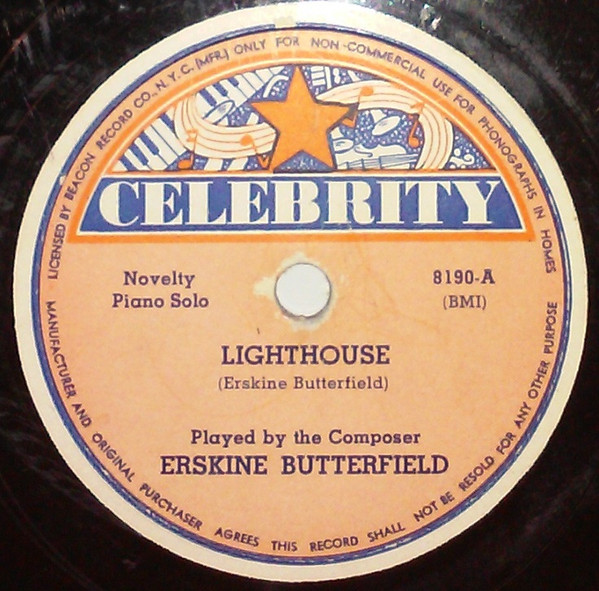 LICENSED BY BEACON RECORD CO., N.Y.C. (MFR.) ONLY FOR NON-COMMERCIAL USE FOR PHONOGRAPHS IN HOMES
CELEBRITY
Novelty
Piano Solo
8190-A
(BMI)
LIGHTHOUSE
(Erskine Butterfield)
Played by the Composer
ERSKINE BUTTERFIELD
MANUFACTURER AND ORIGINAL PURCHASER AGREES THIS RECORD SHALL NOT BE RESOLD FOR ANY OTHER PURPOSE